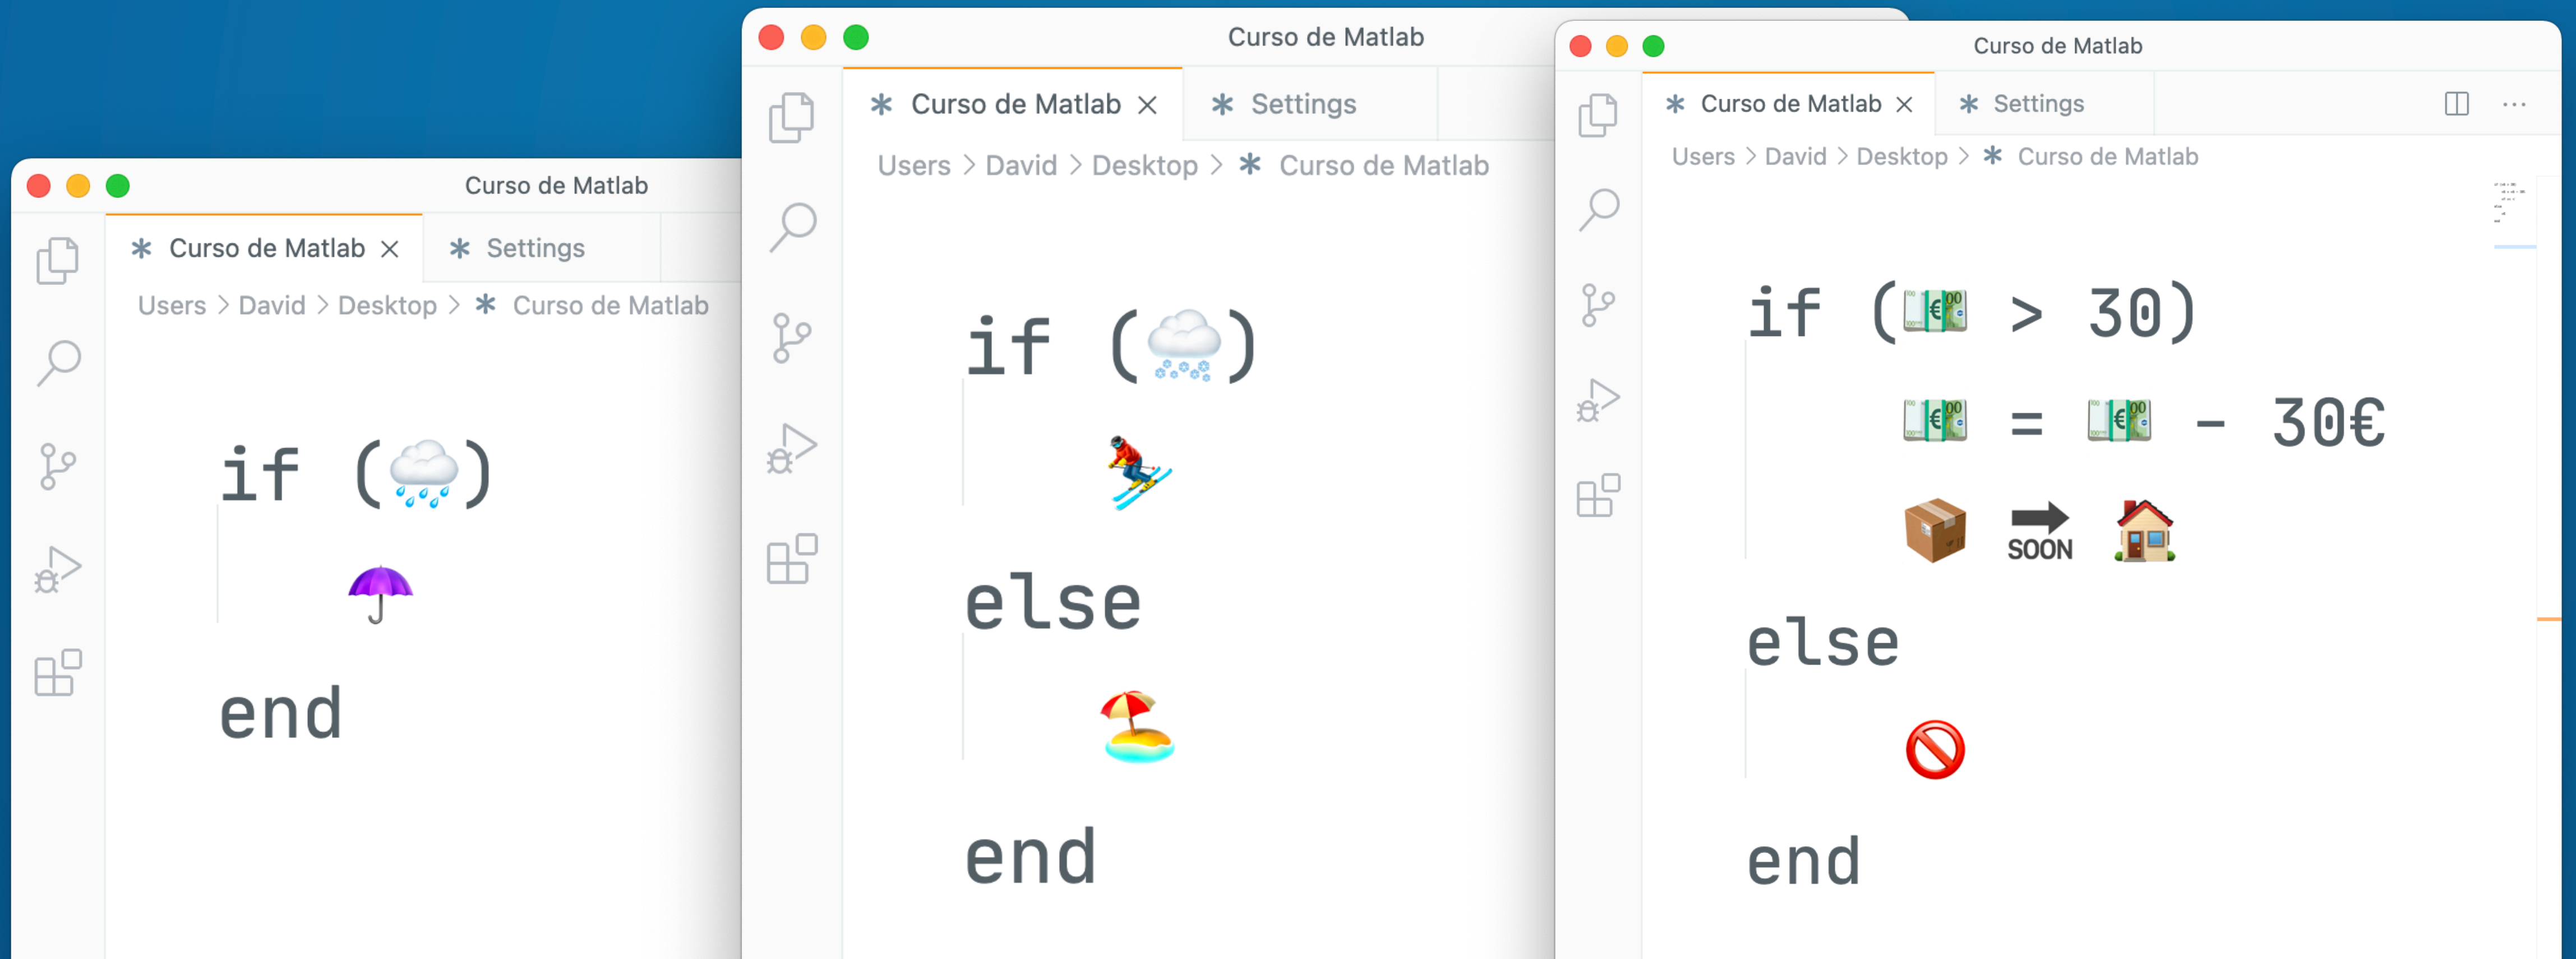 Curso de Matlab
Curso de Matlab
Settings
Users > David > Desktop > * Curso de Matlab
if (🌧️)
☂️
end
Curso de Matlab
Curso de Matlab
Settings
Users > David > Desktop > * Curso de Matlab
if (🌨️)
⛷️
else
🏖️
end
Curso de Matlab
Curso de Matlab
Settings
Users > David > Desktop > * Curso de Matlab
if (💶 > 30)
💶 = 💶 - 30€
📦 🔜 🏠
else
🚫
end